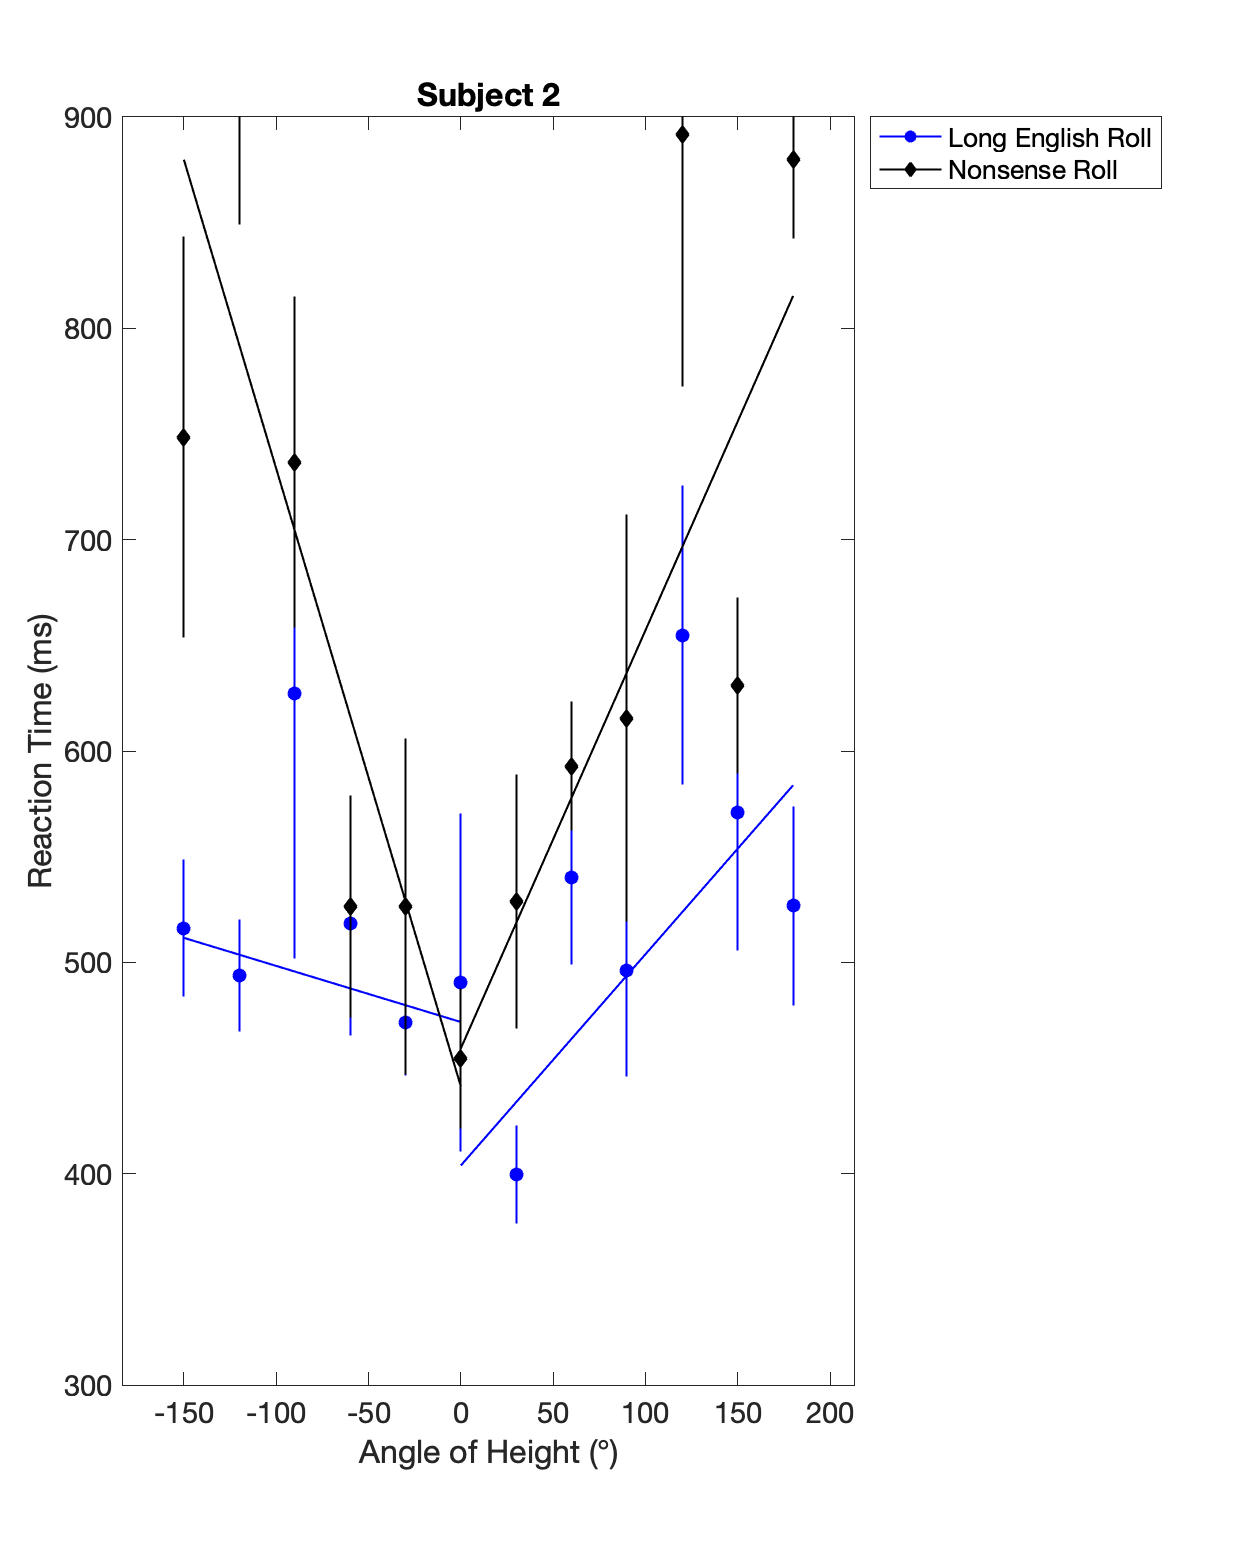 Subject 2
900
800
700
600
500
400
300
Reaction Time (ms)
-150 -100 -50 0 50 100 150 200
Angle of Height (°)
Long English Roll
Nonsense Roll